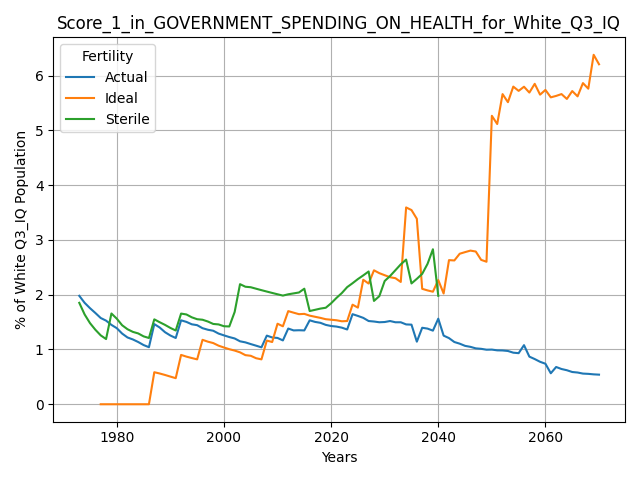 Score_1_in_GOVERNMENT_SPENDING_ON_HEALTH_for_White_Q3_IQ
Fertility
Actual
Ideal
Sterile
% of White Q3_IQ Population
6
5
4
3
2
1
0
1980 2000 2020 2040 2060
Years